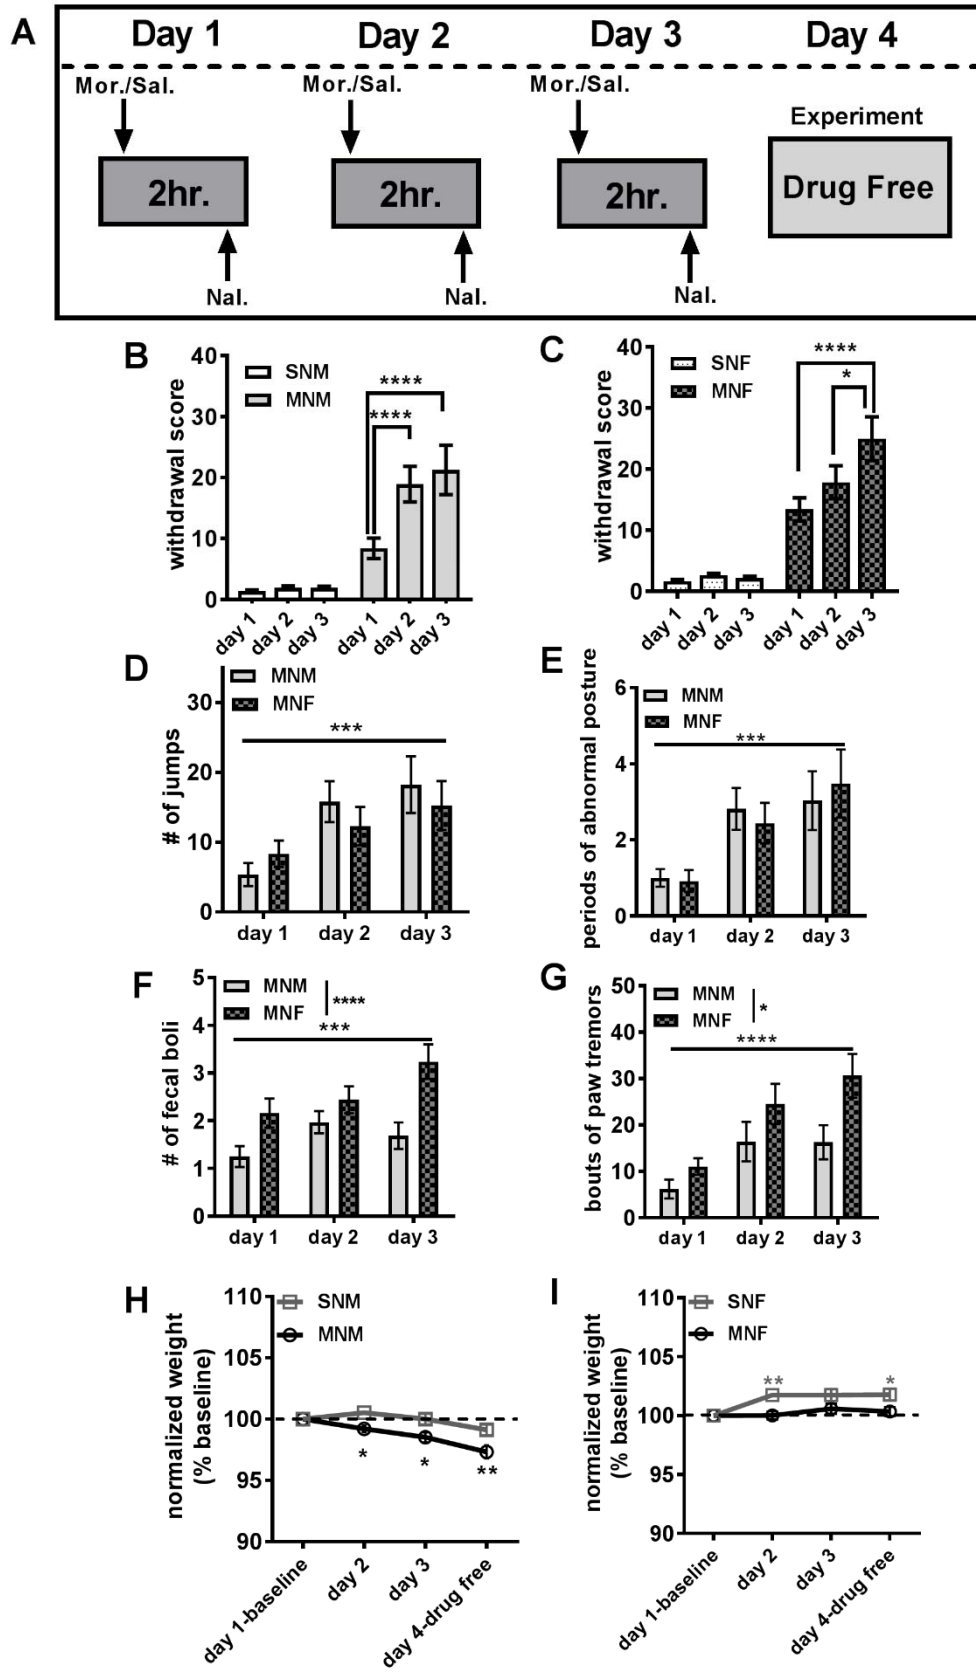 A
Day 1 Day 2 Day 3 Day 4
Mor./Sal. Mor./Sal. Mor./Sal.
Experiment
2hr. 2hr. 2hr. Drug Free
Nal. Nal. Nal.
B
withdrawal score
40
30
20
10
0
SNM
MNM
****
****
day 1 day 2 day 3 day 1 day 2 day 3
C
withdrawal score
40
30
20
10
0
SNF
MNF
****
*
day 1 day 2 day 3 day 1 day 2 day 3
D
# of jumps
30
20
10
0
MNM
MNF
***
day 1 day 2 day 3
E
periods of abnormal posture
6
4
2
0
MNM
MNF
***
day 1 day 2 day 3
F
# of fecal boli
5
4
3
2
1
0
MNM
MNF
****
***
day 1 day 2 day 3
G
bouts of paw tremors
50
40
30
20
10
0
MNM
MNF
*
****
day 1 day 2 day 3
H
normalized weight
(% baseline)
110
105
100
95
90
SNM
MNM
* * **
day 1-baseline day 2 day 3 day 4-drug free
I
normalized weight
(% baseline)
110
105
100
95
90
SNF
MNF
** *
day 1-baseline day 2 day 3 day 4-drug free